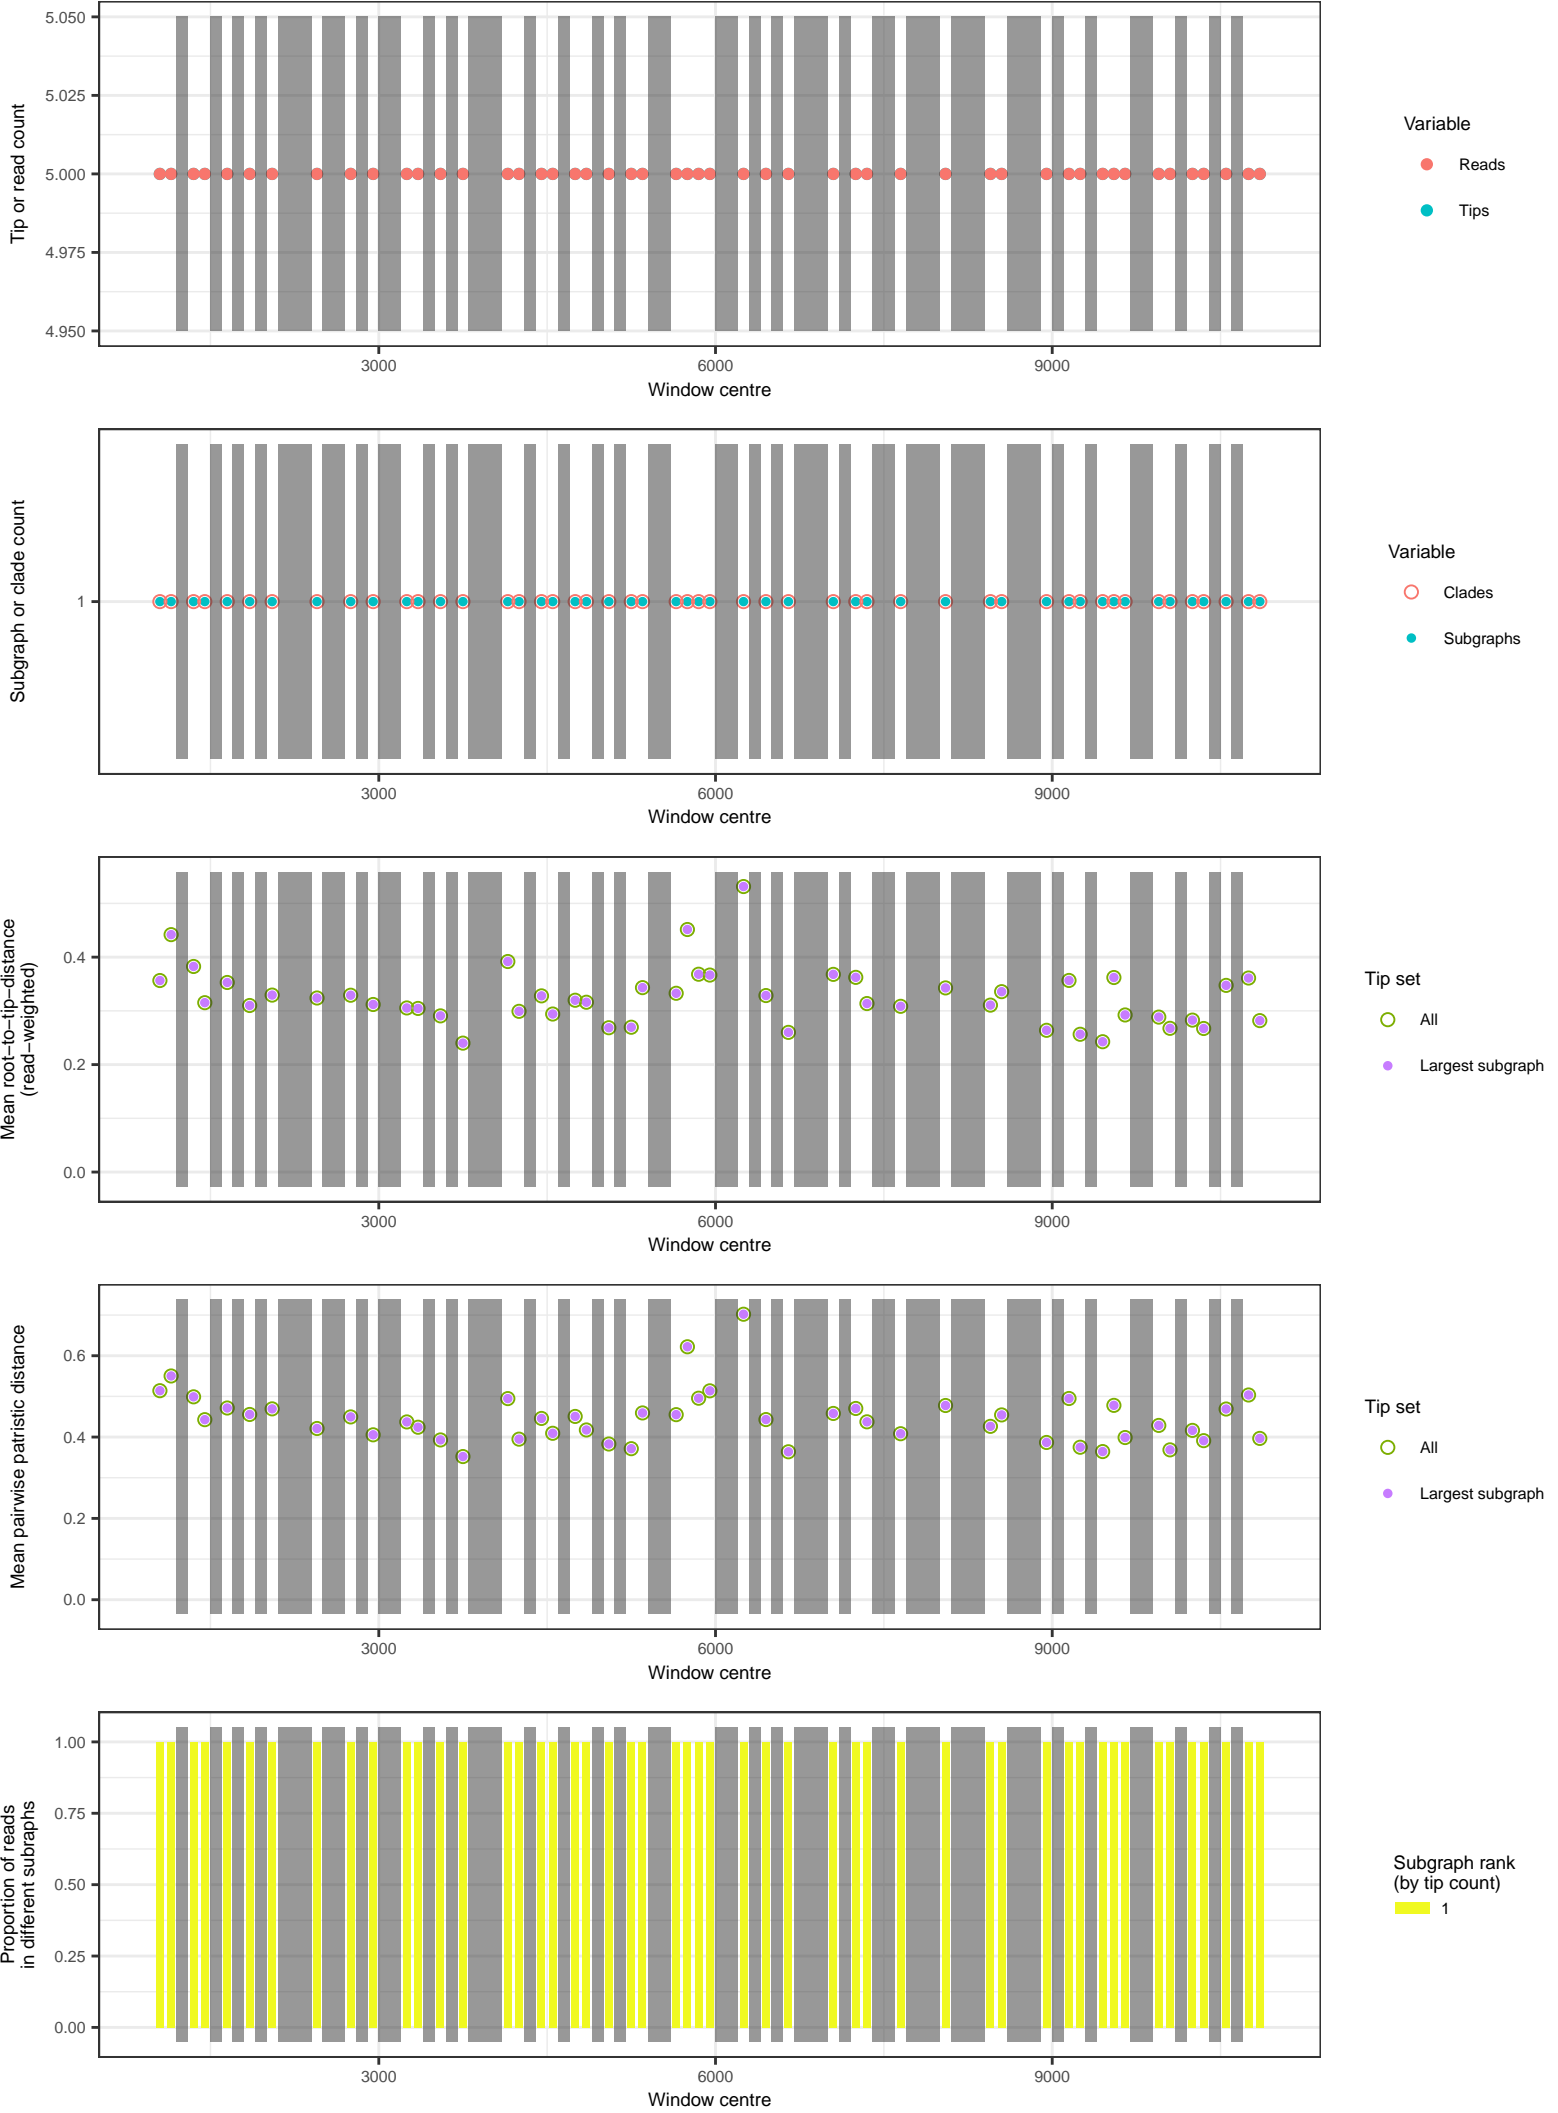 5.050
5.025
5.000
4.975
4.950
Tip or read count
3000 6000 9000
Window centre
Variable
Reads
Tips
1
Subgraph or clade count
3000 6000 9000
Window centre
Variable
Clades
Subgraphs
0.4
0.2
0.0
Mean root−to−tip−distance
(read−weighted)
3000 6000 9000
Window centre
Tip set
All
Largest subgraph
0.6
0.4
0.2
0.0
Mean pairwise patristic distance
3000 6000 9000
Window centre
Tip set
All
Largest subgraph
1.00
0.75
0.50
0.25
0.00
Proportion of reads
in different subraphs
3000 6000 9000
Window centre
Subgraph rank
(by tip count)
1